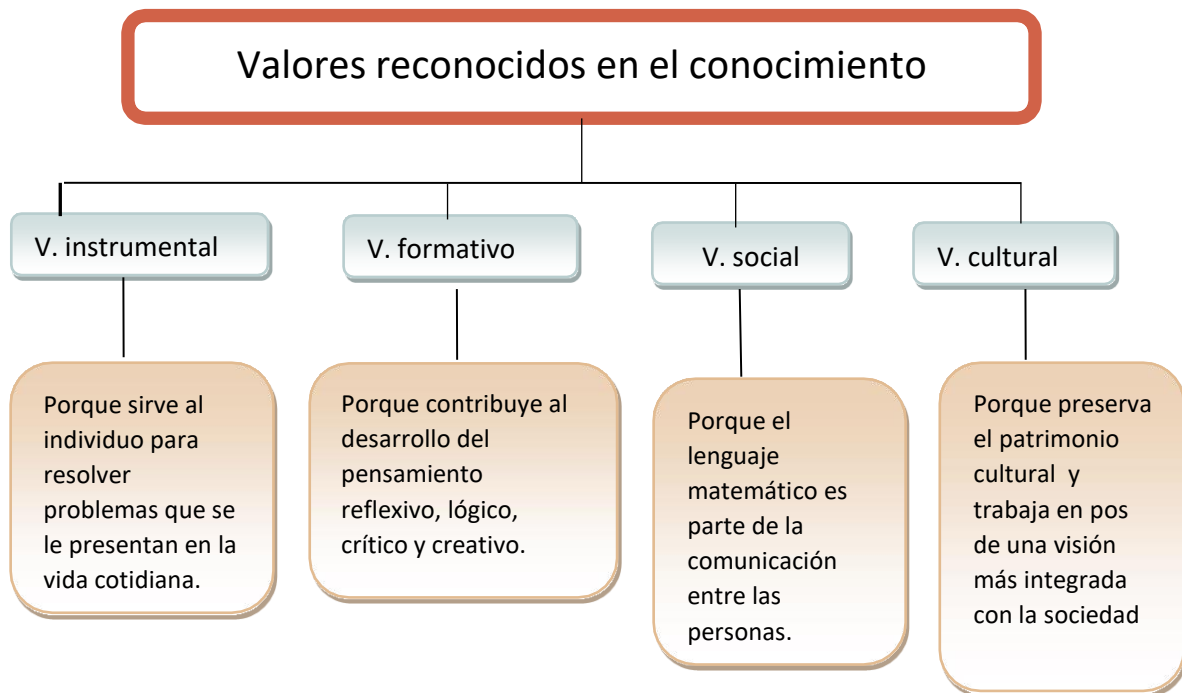 Valores reconocidos en el conocimiento
V. instrumental
V. formativo
V. social
V. cultural
Porque sirve al
individuo para
resolver
problemas que se
le presentan en la
vida cotidiana.
Porque contribuye al
desarrollo del
pensamiento
reflexivo, lógico,
crítico y creativo.
Porque el
lenguaje
matemático es
parte de la
comunicación
entre las
personas.
Porque preserva
el patrimonio
cultural y
trabaja en pos
de una visión
más integrada
con la sociedad